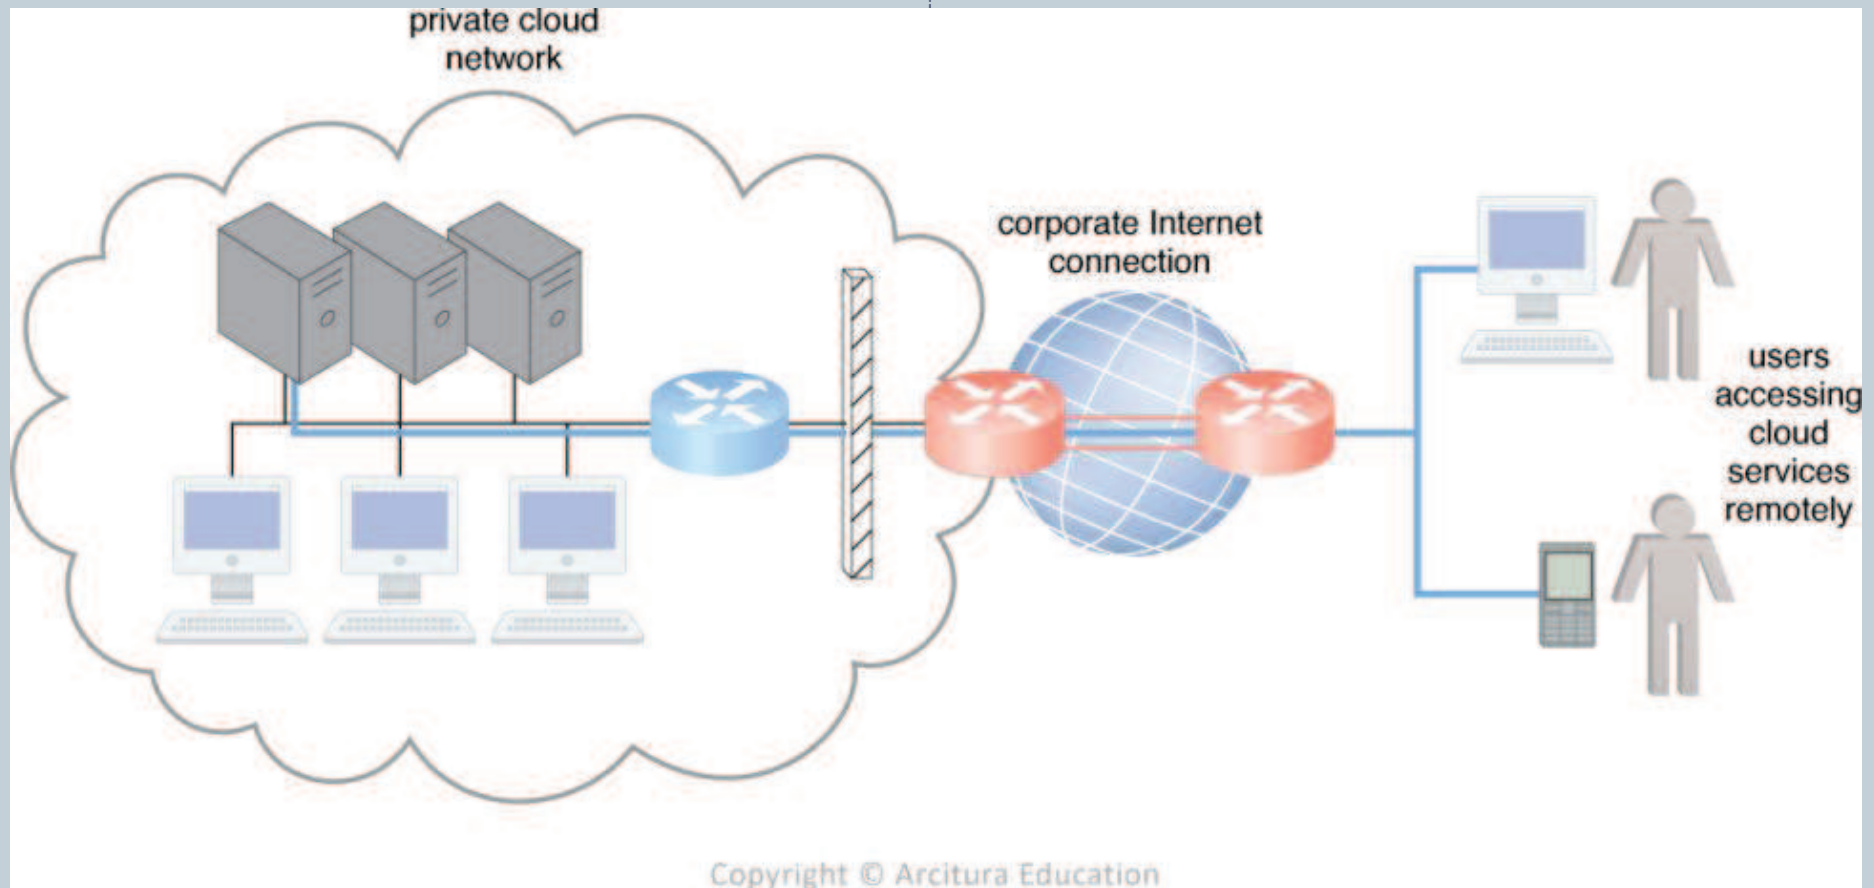 private cloud
network
corporate Internet
connection
users
accessing
cloud
services
remotely
Copyright © Arcitura Education